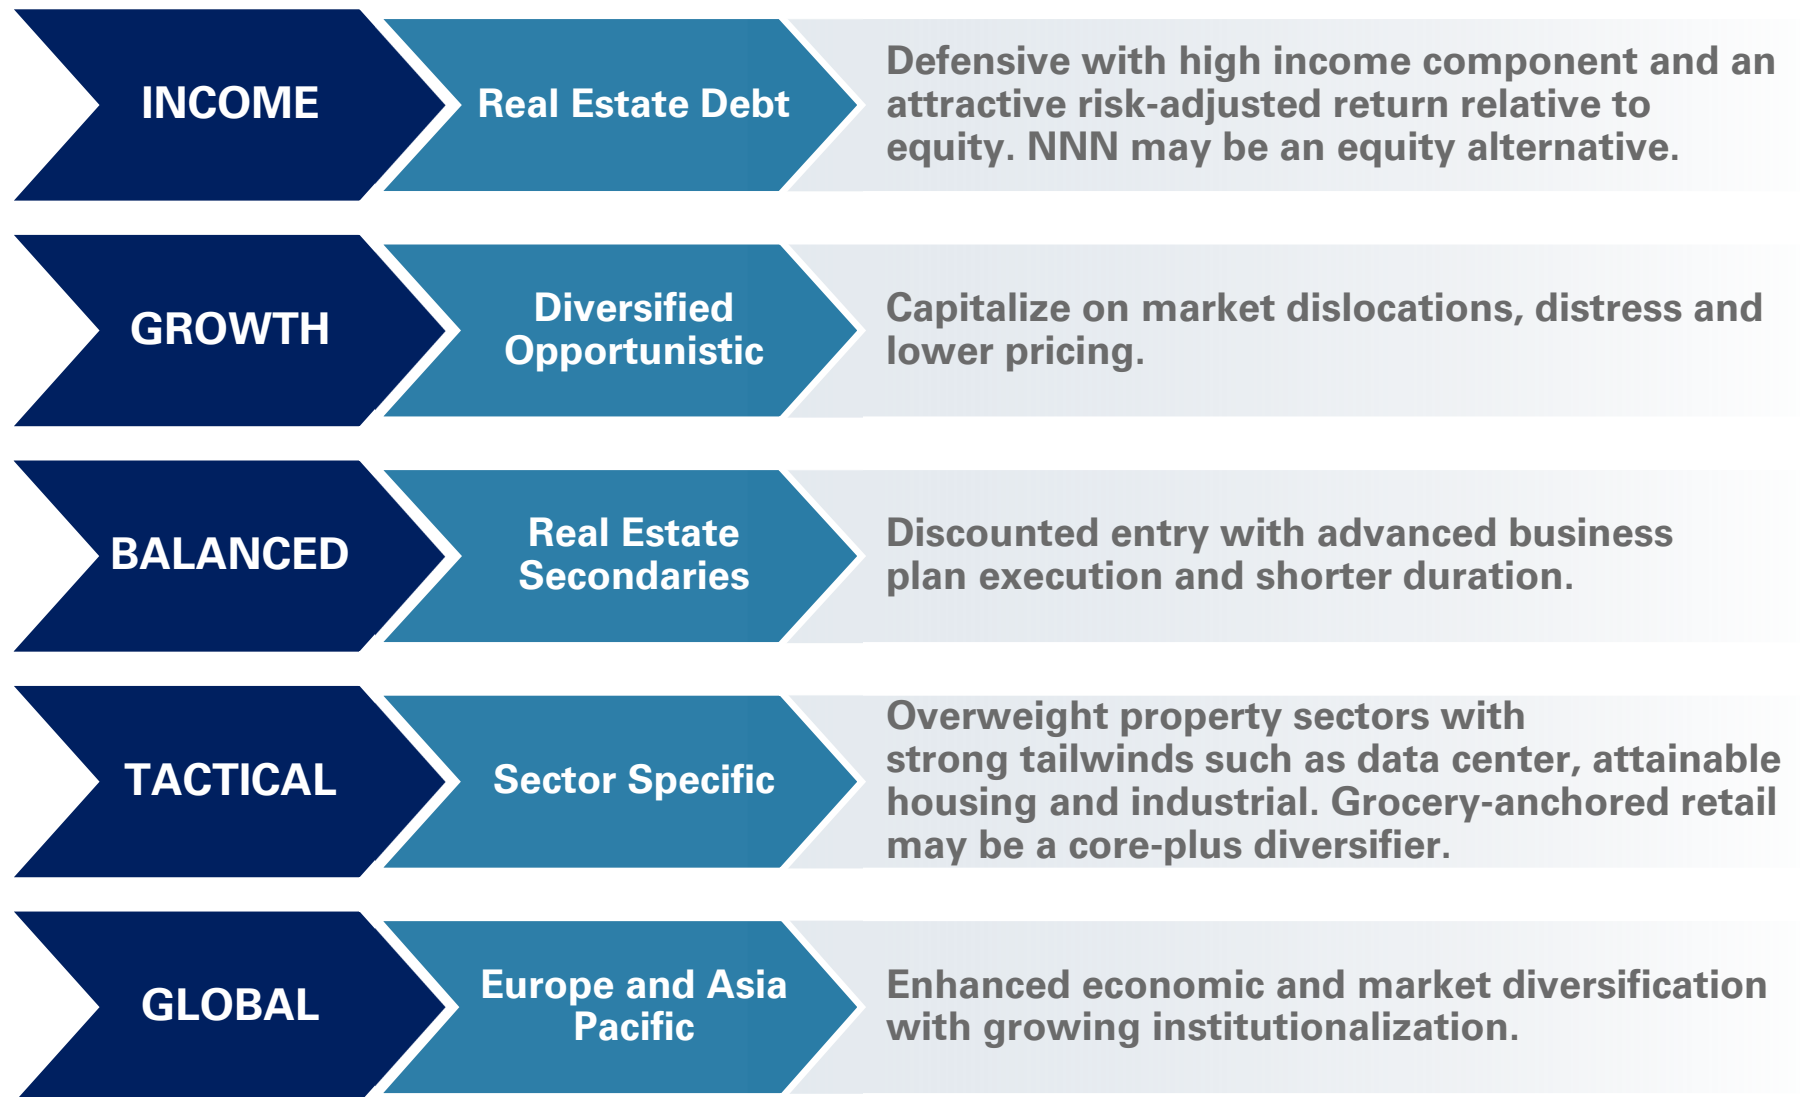 INCOME
Real Estate Debt
Defensive with high income component and an
attractive risk-adjusted return relative to
equity. NNN may be an equity alternative.
GROWTH
Diversified
Opportunistic
Capitalize on market dislocations, distress and
lower pricing.
BALANCED
Real Estate
Secondaries
Discounted entry with advanced business
plan execution and shorter duration.
TACTICAL
Sector Specific
Overweight property sectors with
strong tailwinds such as data center, attainable
housing and industrial. Grocery-anchored retail
may be a core-plus diversifier.
GLOBAL
Europe and Asia
Pacific
Enhanced economic and market diversification
with growing institutionalization.